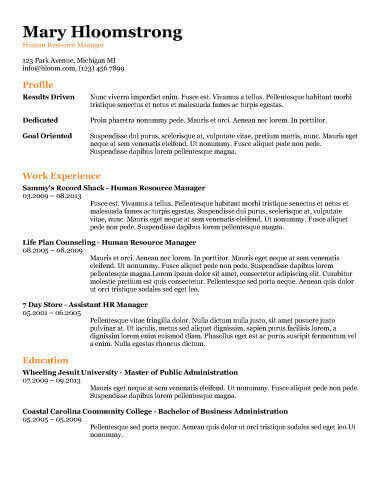 Mary Hloomstrong
Human Resource Manager
123 Park Avenue, Michigan MI
info@hloom.com, (123) 456 7899
Profile
Results Driven Nunc viverra imperdiet enim. Fusce est. Vivamus a tellus. Pellentesque habitant morbi
tristique senectus et netus et malesuada fames ac turpis egestas.
Dedicated Proin pharetra nonummy pede. Mauris et orci. Aenean nec lorem. In porttitor.
Goal Oriented Suspendisse dui purus, scelerisque at, vulputate vitae, pretium mattis, nunc. Mauris eget
neque at sem venenatis eleifend. Ut nonummy. Fusce aliquet pede non pede.
Suspendisse dapibus lorem pellentesque magna.
Work Experience
Sammy's Record Shack - Human Resource Manager
03.2009 – 08.2013
Fusce est. Vivamus a tellus. Pellentesque habitant morbi tristique senectus et netus et
malesuada fames ac turpis egestas. Suspendisse dui purus, scelerisque at, vulputate
vitae, nunc. Mauris eget neque at sem venenatis eleifend. Ut nonummy. Fusce aliquet
pede non pede. Suspendisse dapibus lorem pellentesque magna.
Life Plan Counseling - Human Resource Manager
08.2005 – 08.2009
Mauris et orci. Aenean nec lorem. In porttitor. Mauris eget neque at sem venenatis
eleifend. Ut nonummy. Fusce aliquet pede non pede. Suspendisse dapibus lorem
pellentesque magna.Lorem ipsum dolor sit amet, consectetur adipiscing elit. Curabitur
molestie pretium est quis consectetur. Pellentesque sed porta neque. Aenean quis dolor
ut orci tristique sodales sed eget leo.
7 Day Store - Assistant HR Manager
05.2001 – 06.2005
Pellentesque vitae fringilla dolor. Nam dictum nulla justo, sit amet posuere justo
pulvinar at. Ut iaculis, metus sed aliquet dignissim, sapien purus facilisis lorem, a
dignissim lorem enim euismod diam. Phasellus eget est ac purus suscipit fermentum vel
a enim. Nulla egestas rhoncus dictum.
Education
Wheeling Jesuit University - Master of Public Administration
07.2009 – 09.2013
Mauris eget neque at sem venenatis eleifend. Ut nonummy. Fusce aliquet pede non pede.
Suspendisse dapibus lorem pellentesque magna.
Coastal Carolina Community College - Bachelor of Business Administration
05.2005 – 05.2009
Pellentesque sed porta neque. Aenean quis dolor ut orci tristique sodales sed eget leo.Ut
nonummy.